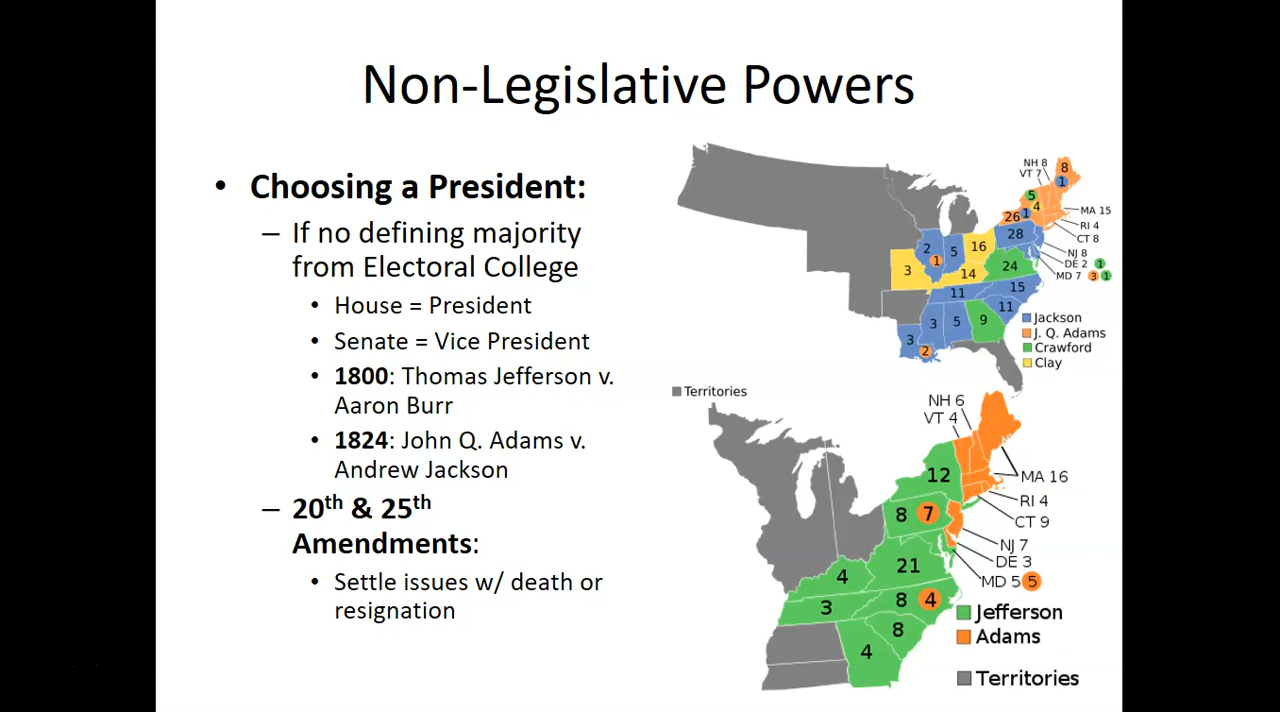 Non-Legislative Powers
• Choosing a President:
– If no defining majority
from Electoral College
• House = President
• Senate = Vice President
• 1800: Thomas Jefferson v.
Aaron Burr
• 1824: John Q. Adams v.
Andrew Jackson
– 20th & 25th
Amendments:
• Settle issues w/ death or
resignation
NH 8
VT 7
8
1
5
4
26 1
MA 15
RI 4
CT 8
28
NJ 8
DE 2 1
MD 7 3 1
2
1
5
16
3
14
24
15
11
11
3
5
9
3
2
Jackson
J. Q. Adams
Crawford
Clay
Territories
NH 6
VT 4
12
MA 16
RI 4
CT 9
8 7
NJ 7
DE 3
MD 5 5
21
4
3
8 4
8
4
Jefferson
Adams
Territories